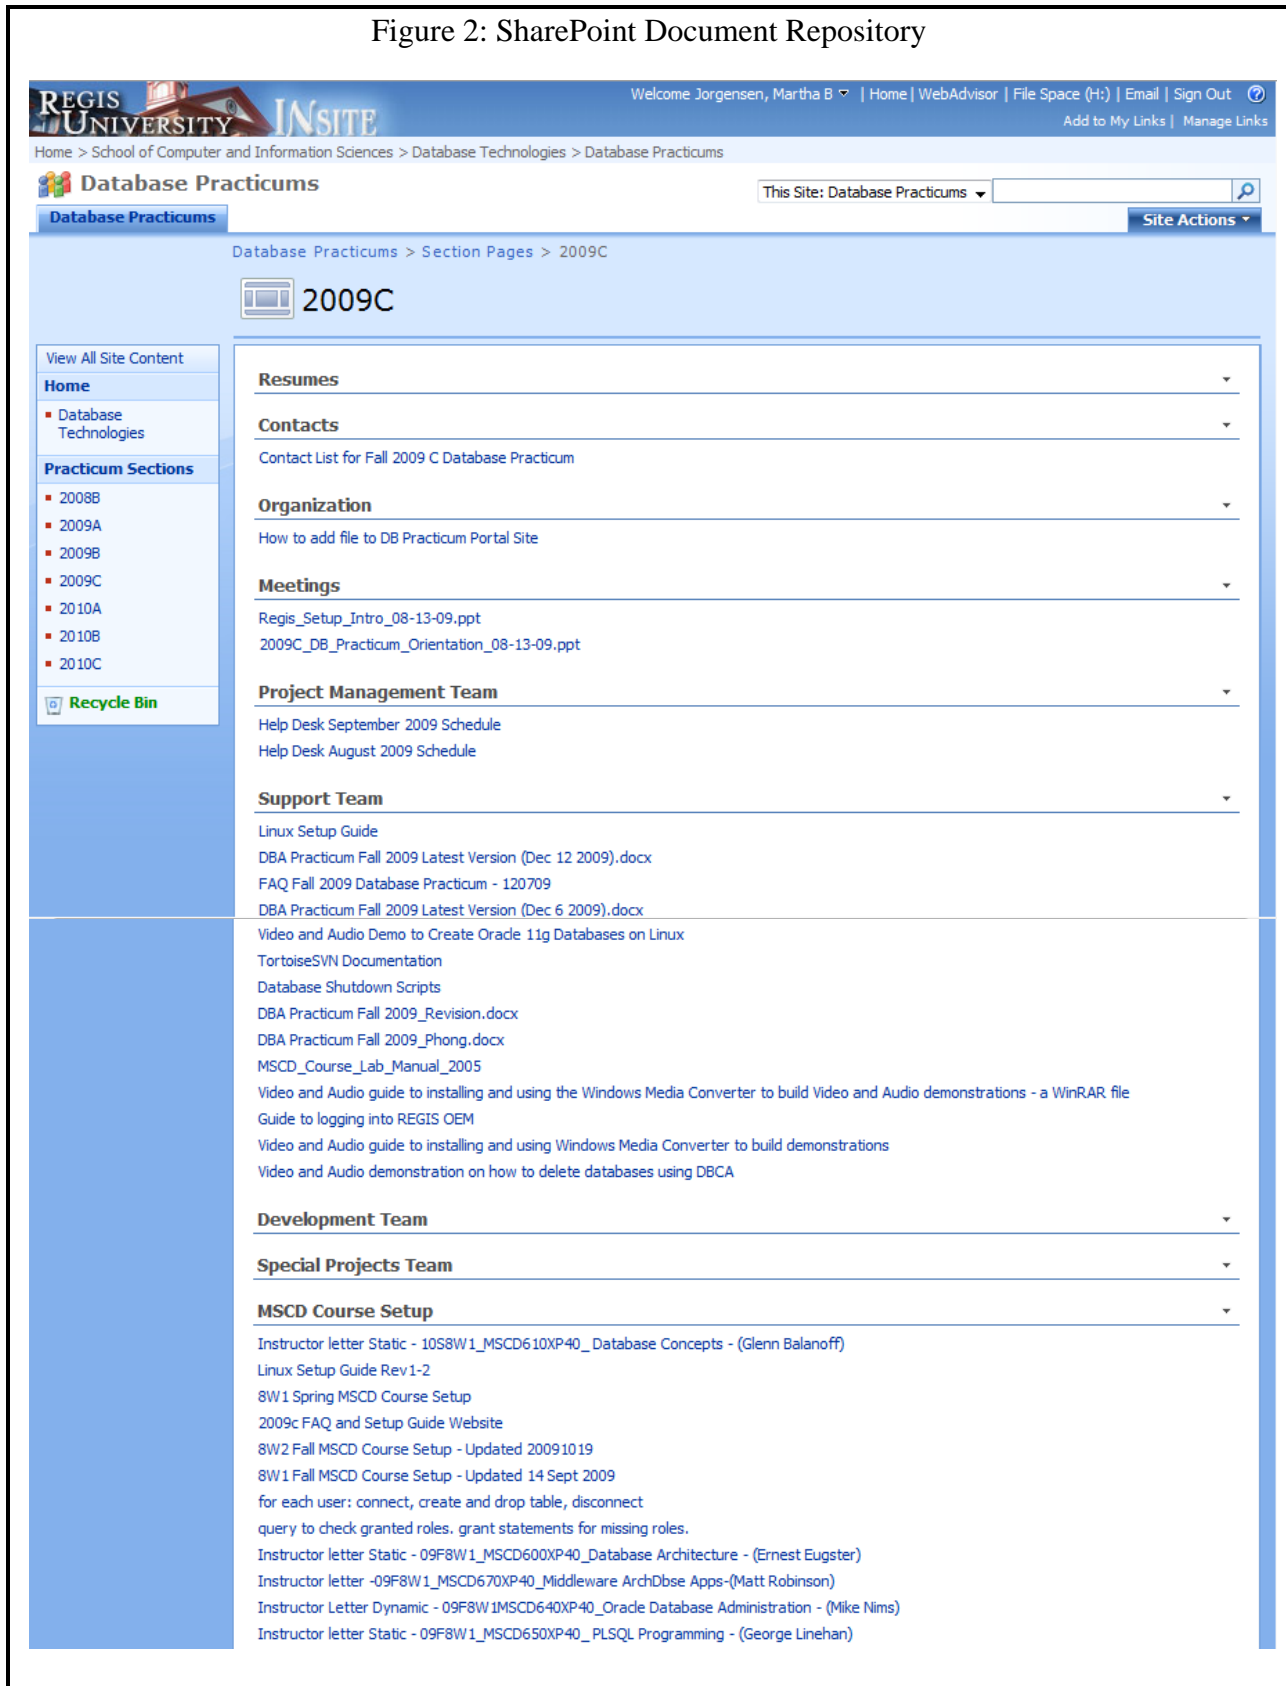 Figure 2: SharePoint Document Repository
REGIS UNIVERSITY INSITE
Welcome Jorgensen, Martha B | Home | WebAdvisor | File Space (H:) | Email | Sign Out
Add to My Links | Manage Links
Home > School of Computer and Information Sciences > Database Technologies > Database Practicums
Database Practicums
This Site: Database Practicums
Database Practicums
Site Actions
Database Practicums > Section Pages > 2009C
2009C
View All Site Content
Home
Database
Technologies
Practicum Sections
2008B
2009A
2009B
2009C
2010A
2010B
2010C
Recycle Bin
Resumes
Contacts
Contact List for Fall 2009 C Database Practicum
Organization
How to add file to DB Practicum Portal Site
Meetings
Regis_Setup_Intro_08-13-09.ppt
2009C_DB_Practicum_Orientation_08-13-09.ppt
Project Management Team
Help Desk September 2009 Schedule
Help Desk August 2009 Schedule
Support Team
Linux Setup Guide
DBA Practicum Fall 2009 Latest Version (Dec 12 2009).docx
FAQ Fall 2009 Database Practicum - 120709
DBA Practicum Fall 2009 Latest Version (Dec 6 2009).docx
Video and Audio Demo to Create Oracle 11g Databases on Linux
TortoiseSVN Documentation
Database Shutdown Scripts
DBA Practicum Fall 2009_Revision.docx
DBA Practicum Fall 2009_Phong.docx
MSCD_Course_Lab_Manual_2005
Video and Audio guide to installing and using the Windows Media Converter to build Video and Audio demonstrations - a WinRAR file
Guide to logging into REGIS OEM
Video and Audio guide to installing and using Windows Media Converter to build demonstrations
Video and Audio demonstration on how to delete databases using DBCA
Development Team
Special Projects Team
MSCD Course Setup
Instructor letter Static - 10S8W1_MSCD610XP40_ Database Concepts - (Glenn Balanoff)
Linux Setup Guide Rev1-2
8W1 Spring MSCD Course Setup
2009c FAQ and Setup Guide Website
8W2 Fall MSCD Course Setup - Updated 20091019
8W1 Fall MSCD Course Setup - Updated 14 Sept 2009
for each user: connect, create and drop table, disconnect
query to check granted roles. grant statements for missing roles.
Instructor letter Static - 09F8W1_MSCD600XP40_Database Architecture - (Ernest Eugster)
Instructor letter -09F8W1_MSCD670XP40_Middleware ArchDbse Apps-(Matt Robinson)
Instructor Letter Dynamic - 09F8W1MSCD640XP40_Oracle Database Administration - (Mike Nims)
Instructor letter Static - 09F8W1_MSCD650XP40_ PLSQL Programming - (George Linehan)